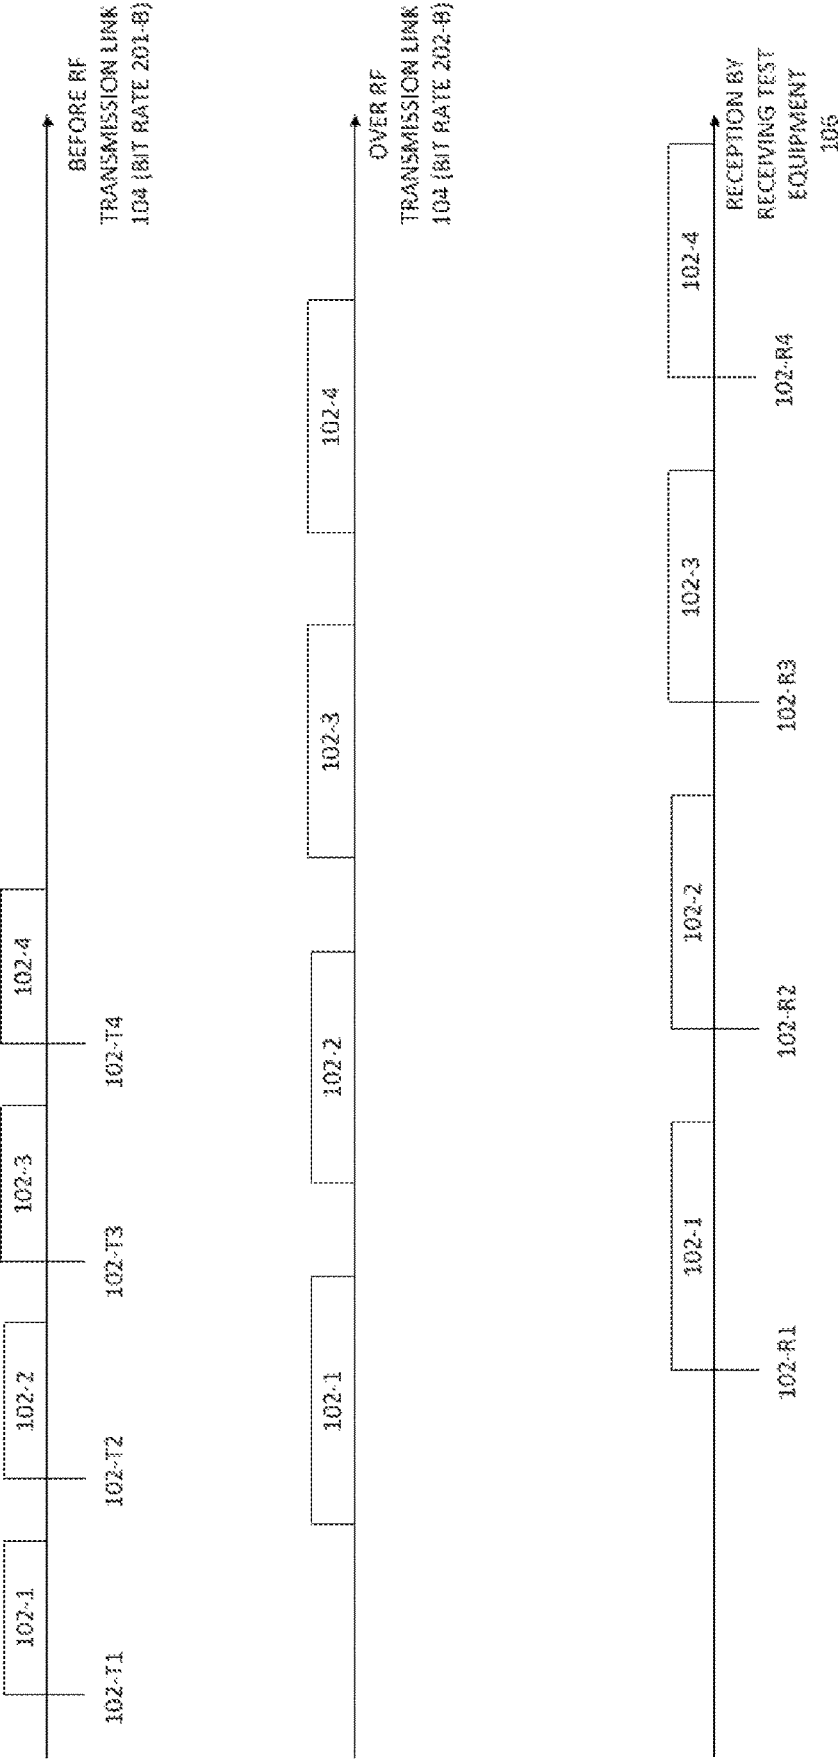 102-1
102-2
102-3
102-4
102-T1
102-T2
102-T3
102-T4
BEFORE RF
TRANSMISSION LINK
104 (BIT RATE 201-B)
102-1
102-2
102-3
102-4
OVER RF
TRANSMISSION LINK
104 (BIT RATE 202-B)
102-1
102-2
102-3
102-4
102-R1
102-R2
102-R3
102-R4
RECEPTION BY
RECEIVING TEST
EQUIPMENT
106